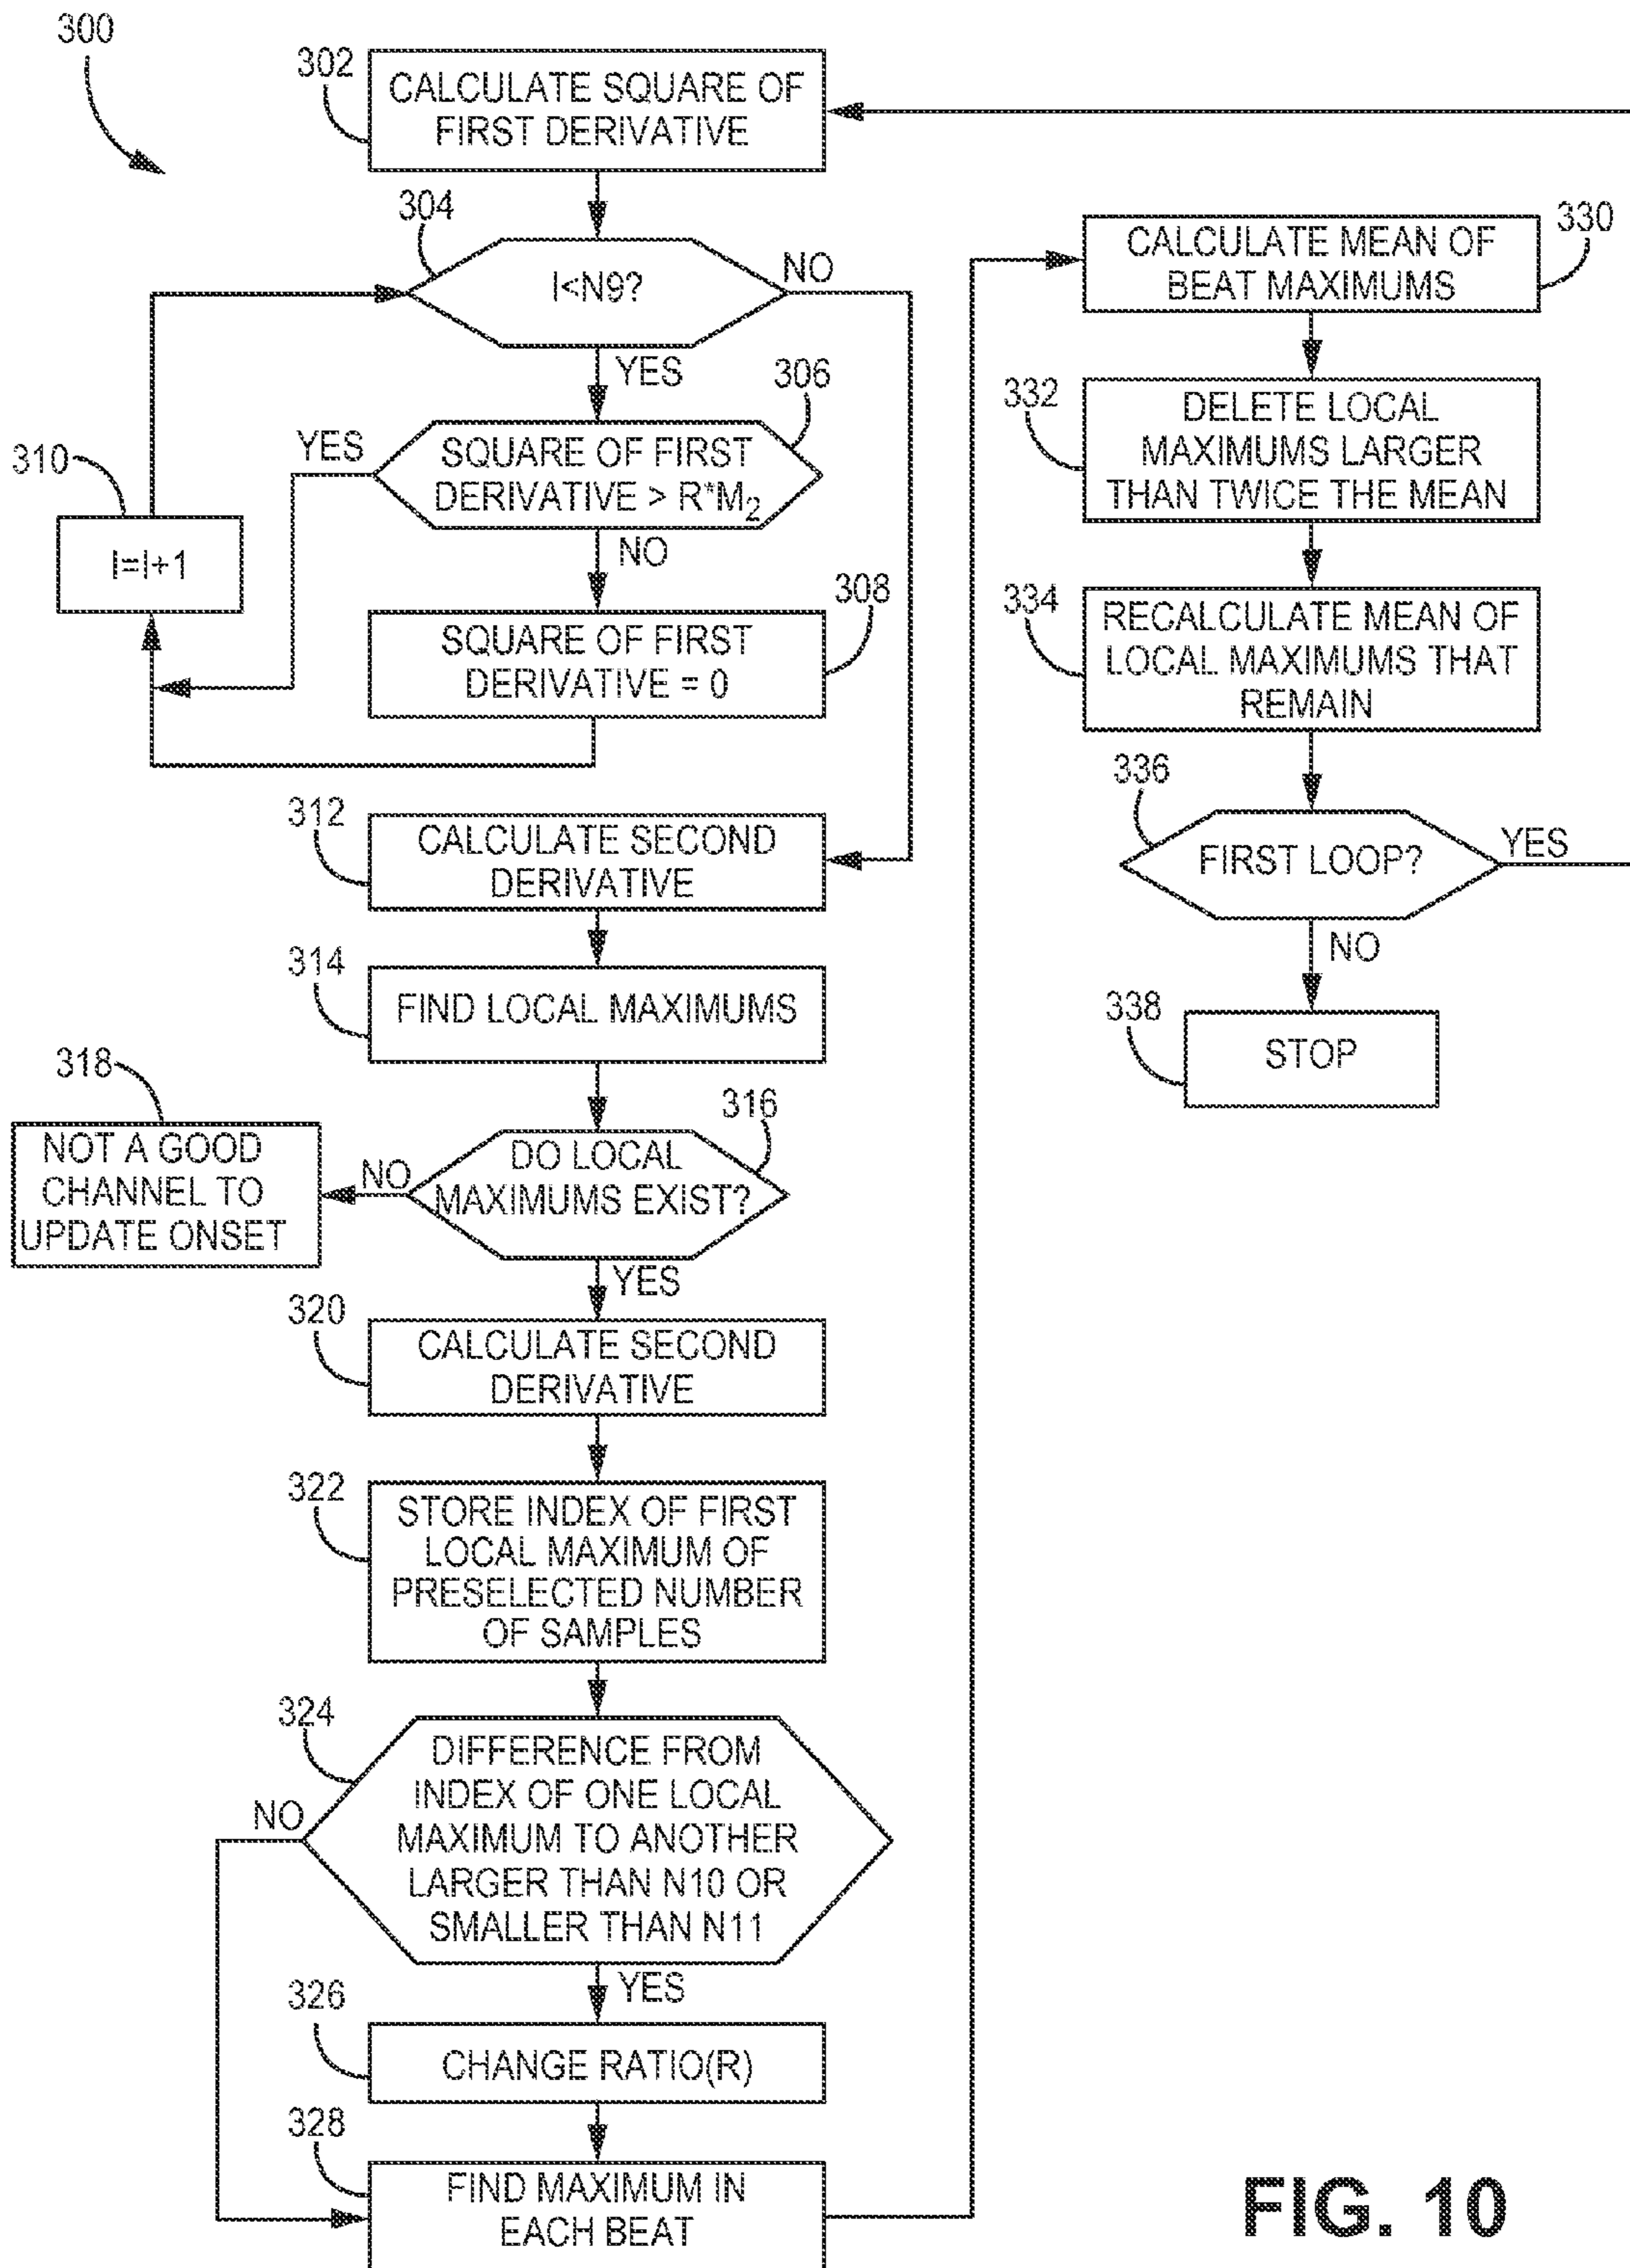 300
302
CALCULATE SQUARE OF
FIRST DERIVATIVE
304
I<N9?
NO
YES
306
SQUARE OF FIRST
DERIVATIVE > R*M2
YES
NO
310
I=I+1
308
SQUARE OF FIRST
DERIVATIVE = 0
312
CALCULATE SECOND
DERIVATIVE
314
FIND LOCAL MAXIMUMS
316
DO LOCAL
MAXIMUMS EXIST?
NO
318
NOT A GOOD
CHANNEL TO
UPDATE ONSET
YES
320
CALCULATE SECOND
DERIVATIVE
322
STORE INDEX OF FIRST
LOCAL MAXIMUM OF
PRESELECTED NUMBER
OF SAMPLES
324
DIFFERENCE FROM
INDEX OF ONE LOCAL
MAXIMUM TO ANOTHER
LARGER THAN N10 OR
SMALLER THAN N11
NO
YES
326
CHANGE RATIO(R)
328
FIND MAXIMUM IN
EACH BEAT
330
CALCULATE MEAN OF
BEAT MAXIMUMS
332
DELETE LOCAL
MAXIMUMS LARGER
THAN TWICE THE MEAN
334
RECALCULATE MEAN OF
LOCAL MAXIMUMS THAT
REMAIN
336
FIRST LOOP?
YES
NO
338
STOP
FIG. 10